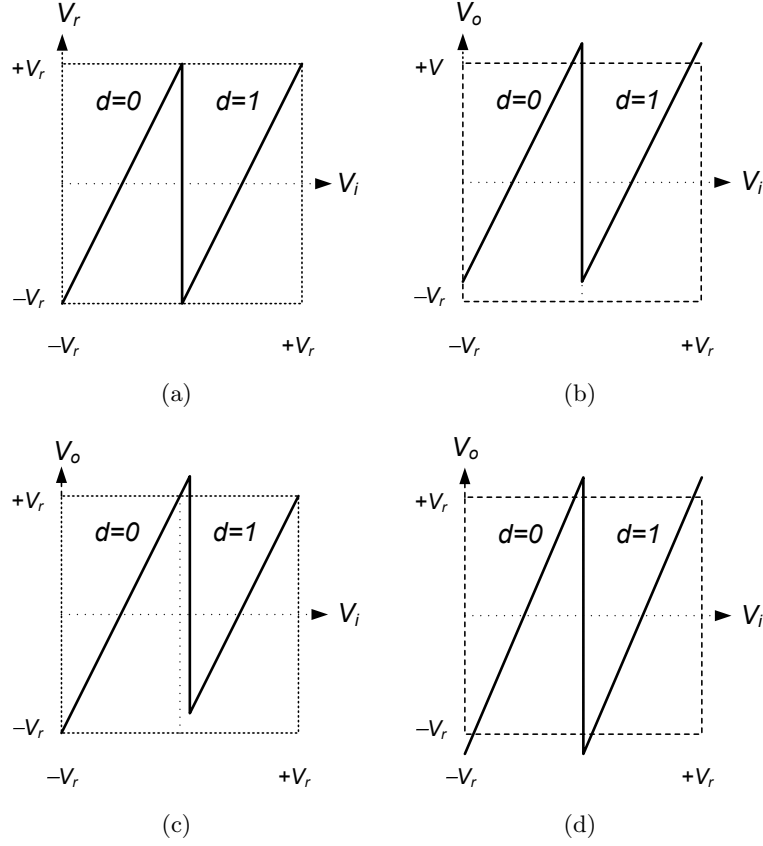 V_r
+V_r
d=0
d=1
V_i
−V_r
−V_r
+V_r
(a)
V_o
+V
d=0
d=1
V_i
−V_r
−V_r
+V_r
(b)
V_o
+V_r
d=0
d=1
V_i
−V_r
−V_r
+V_r
(c)
V_o
+V_r
d=0
d=1
V_i
−V_r
−V_r
+V_r
(d)